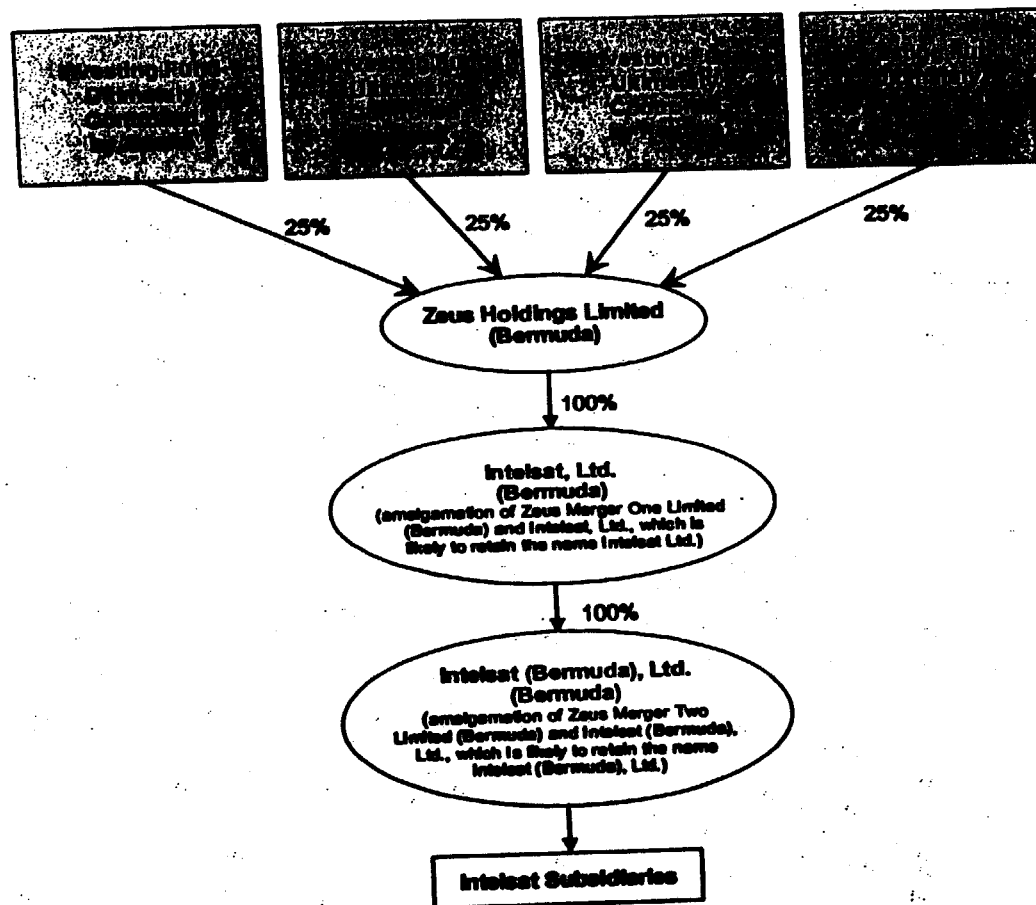 25%
25%
25%
25%
Zeus Holdings Limited
(Bermuda)
100%
Intelsat, Ltd.
(Bermuda)
(amalgamation of Zeus Merger One Limited
(Bermuda) and Intelsat, Ltd., which is
likely to retain the name Intelsat Ltd.)
100%
Intelsat (Bermuda), Ltd.
(Bermuda)
(amalgamation of Zeus Merger Two
Limited (Bermuda) and Intelsat (Bermuda),
Ltd., which is likely to retain the name
Intelsat (Bermuda), Ltd.)
Intelsat Subsidiaries